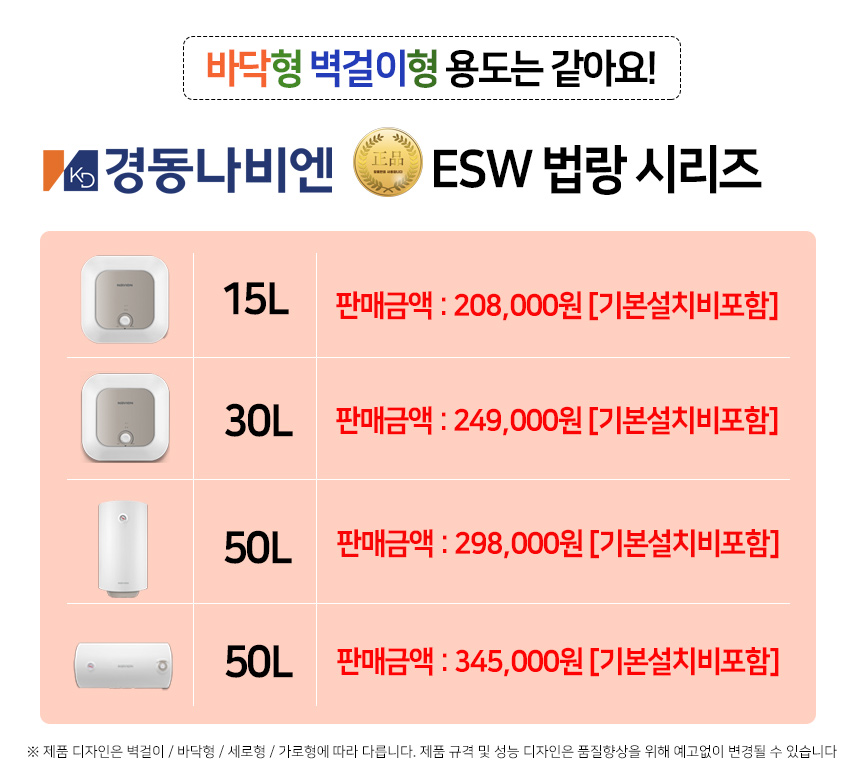 바닥형 벽걸이형 용도는 같아요!
KD 경동나비엔 正品 ESW 법랑 시리즈
15L 판매금액 : 208,000원 [기본설치비포함]
30L 판매금액 : 249,000원 [기본설치비포함]
50L 판매금액 : 298,000원 [기본설치비포함]
50L 판매금액 : 345,000원 [기본설치비포함]
※ 제품 디자인은 벽걸이 / 바닥형 / 세로형 / 가로형에 따라 다릅니다. 제품 규격 및 성능 디자인은 품질향상을 위해 예고없이 변경될 수 있습니다